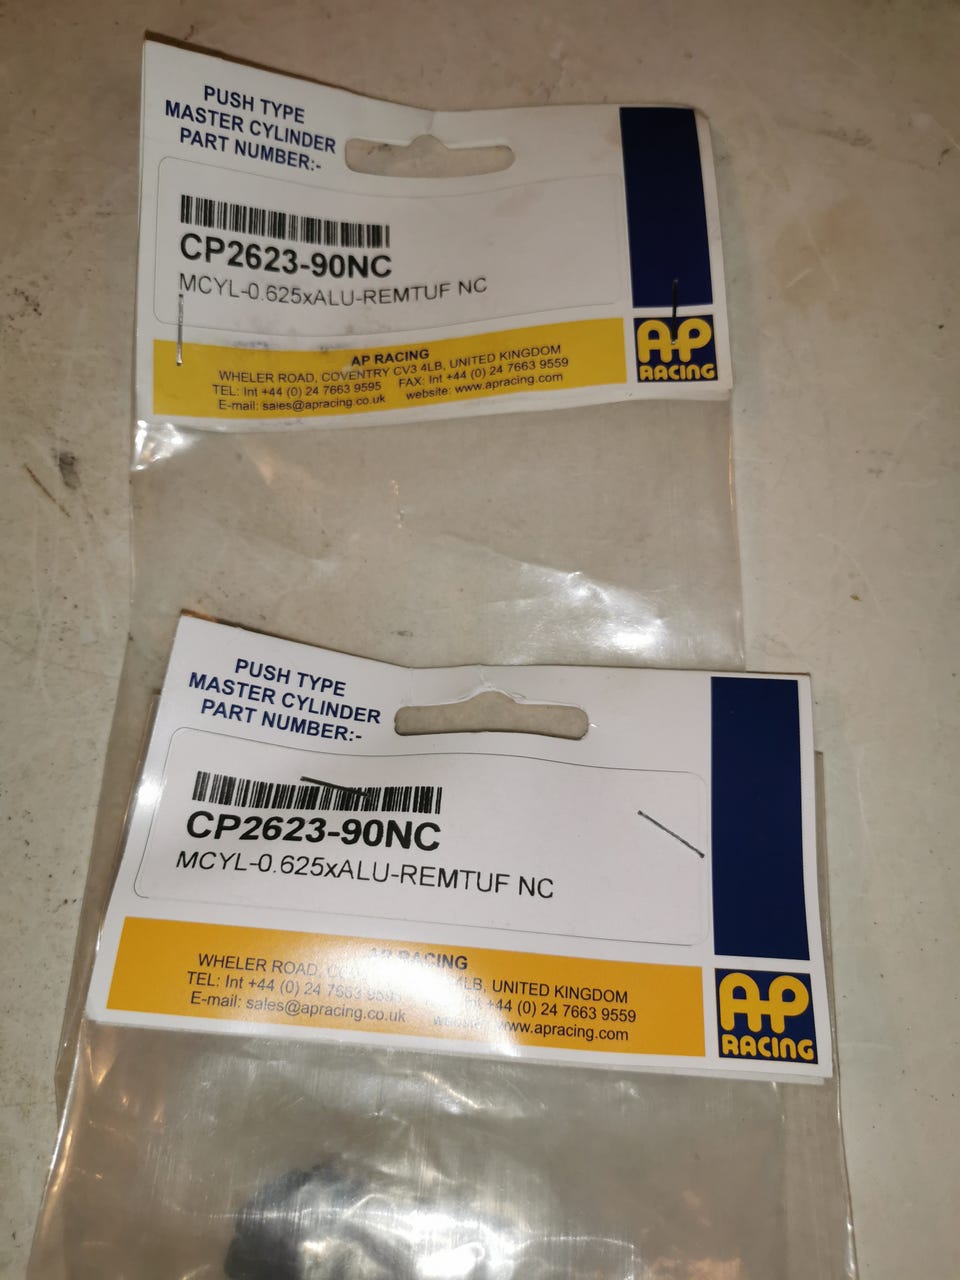 PUSH TYPE
MASTER CYLINDER
PART NUMBER:-
CP2623-90NC
MCYL-0.625xALU-REMTUF NC
AP RACING
WHELER ROAD, COVENTRY CV3 4LB, UNITED KINGDOM
TEL: Int +44 (0) 24 7663 9595 FAX: Int +44 (0) 24 7663 9559
E-mail: sales@apracing.co.uk website: www.apracing.com
AP
RACING
PUSH TYPE
MASTER CYLINDER
PART NUMBER:-
CP2623-90NC
MCYL-0.625xALU-REMTUF NC
AP RACING
WHELER ROAD, 4LB, UNITED KINGDOM
TEL: Int +44 (0) 24 7663 9595 Int +44 (0) 24 7663 9559
E-mail: sales@apracing.co.uk website: www.apracing.com
AP
RACING